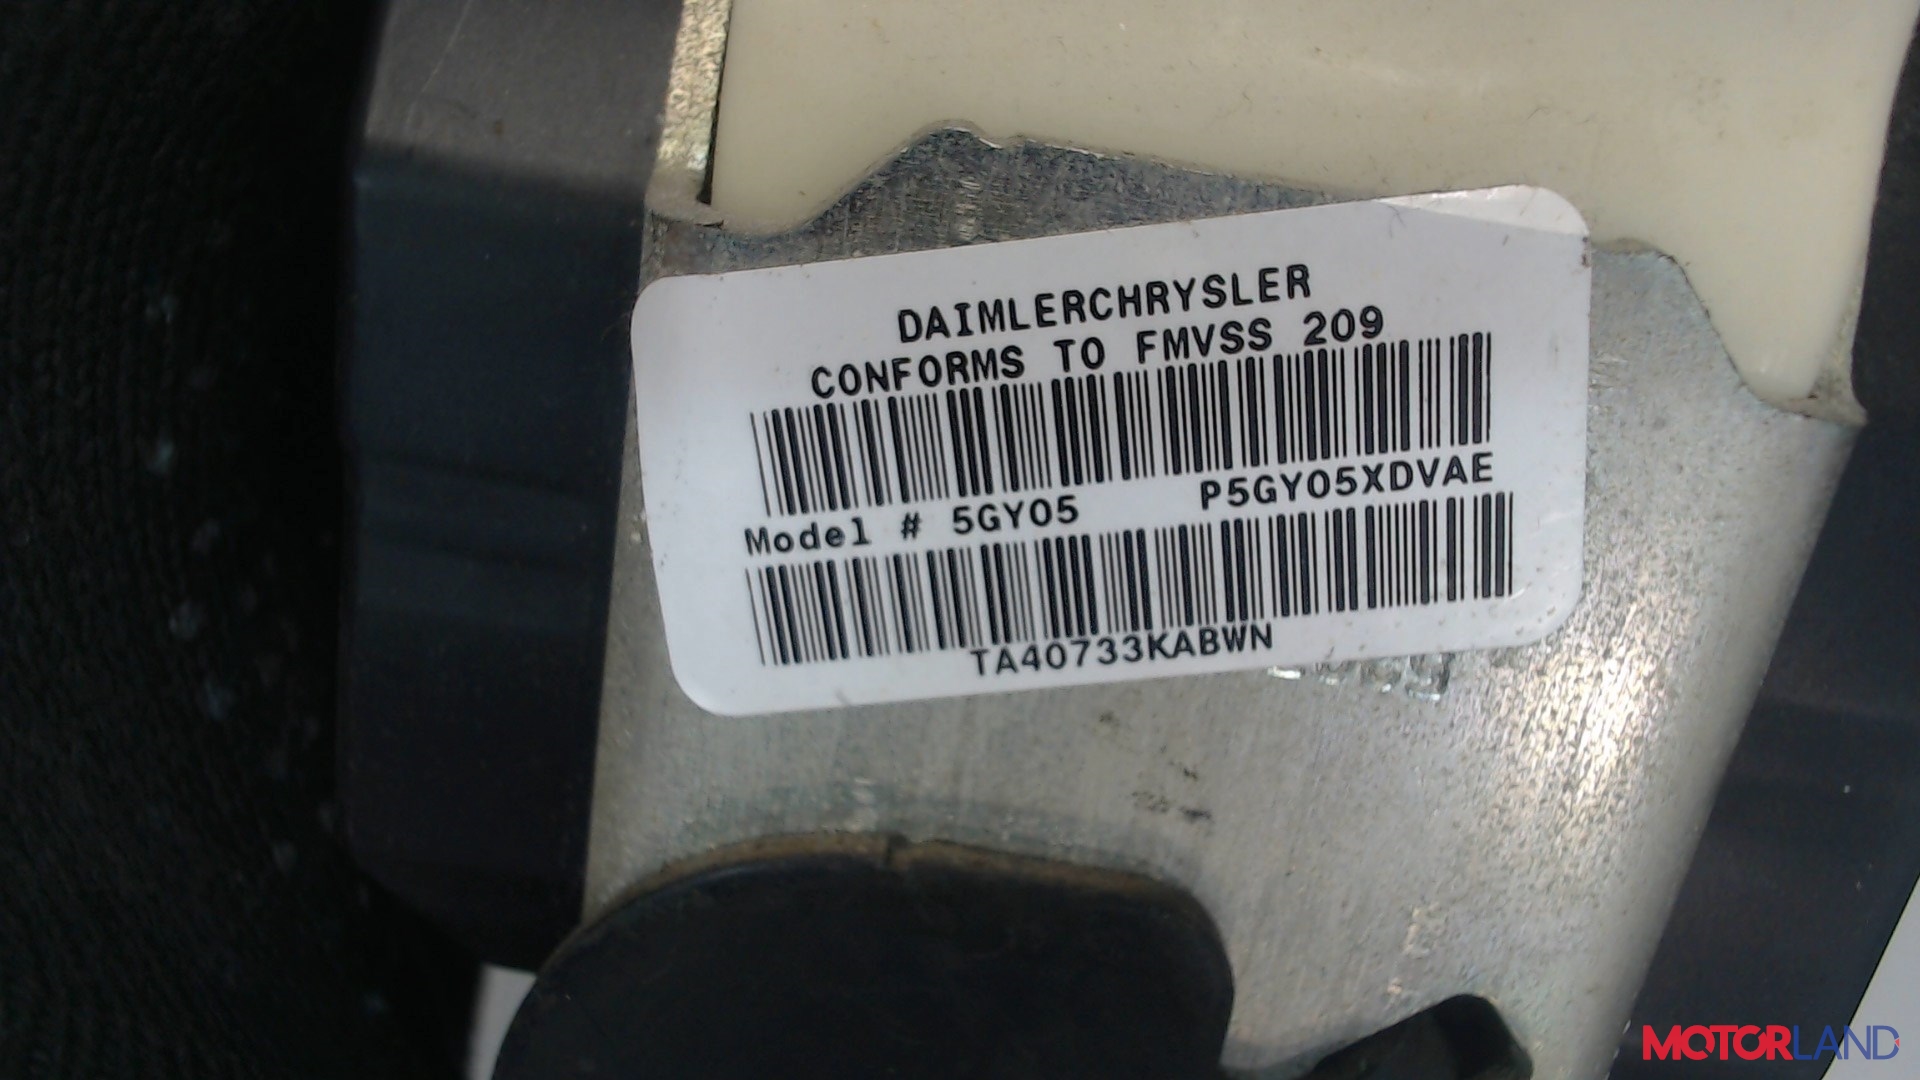 DAIMLERCHRYSLER
CONFORMS TO FMVSS 209
Model # 5GY05 P5GY05XDVAE
TA40733KABWN
MOTORLAND